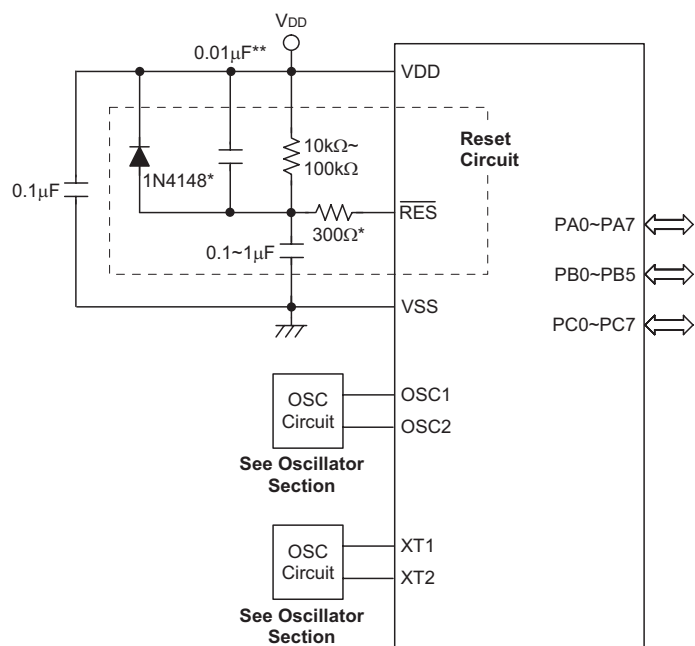 VDD
0.01μF**
VDD
10kΩ~
100kΩ
Reset
Circuit
1N4148*
0.1μF
RES
300Ω*
0.1~1μF
PA0~PA7
PB0~PB5
VSS
PC0~PC7
OSC
Circuit
OSC1
OSC2
See Oscillator
Section
OSC
Circuit
XT1
XT2
See Oscillator
Section